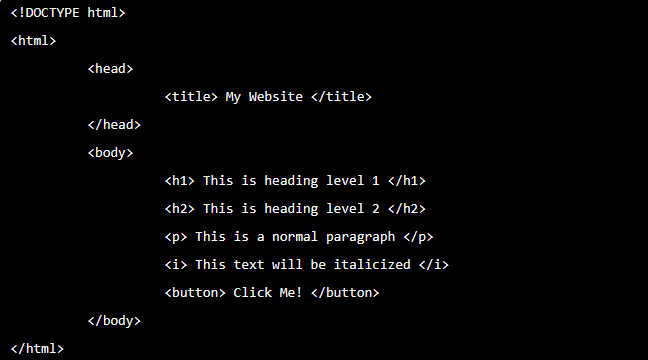 <!DOCTYPE html>
<html>
<head>
<title> My Website </title>
</head>
<body>
<h1> This is heading level 1 </h1>
<h2> This is heading level 2 </h2>
<p> This is a normal paragraph </p>
<i> This text will be italicized </i>
<button> Click Me! </button>
</body>
</html>